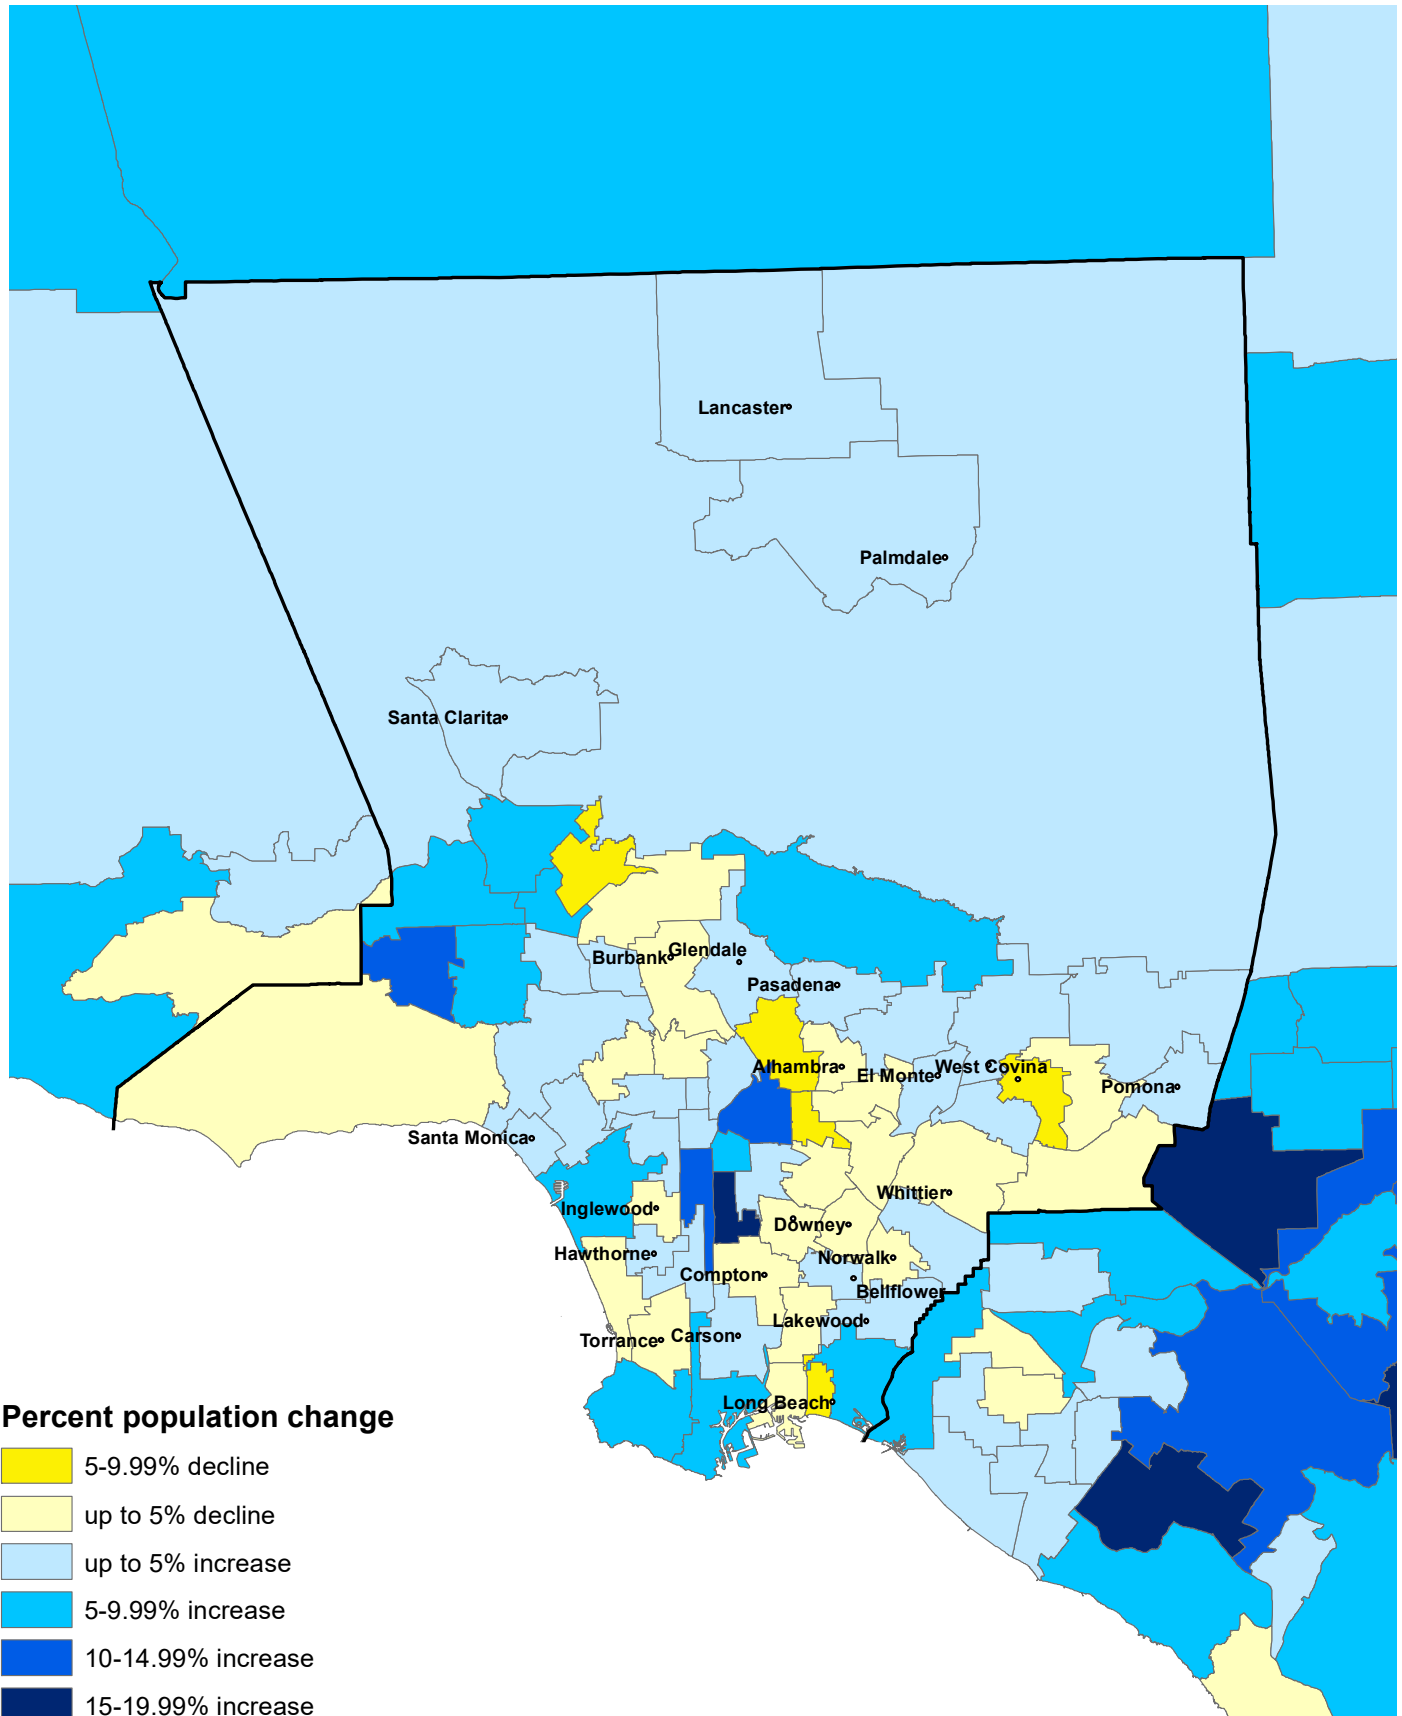 Lancaster
Palmdale
Santa Clarita
Burbank
Glendale
Pasadena
Alhambra
El Monte
West Covina
Pomona
Santa Monica
Whittier
Inglewood
Downey
Hawthorne
Norwalk
Compton
Bellflower
Lakewood
Torrance
Carson
Long Beach
Percent population change
5-9.99% decline
up to 5% decline
up to 5% increase
5-9.99% increase
10-14.99% increase
15-19.99% increase